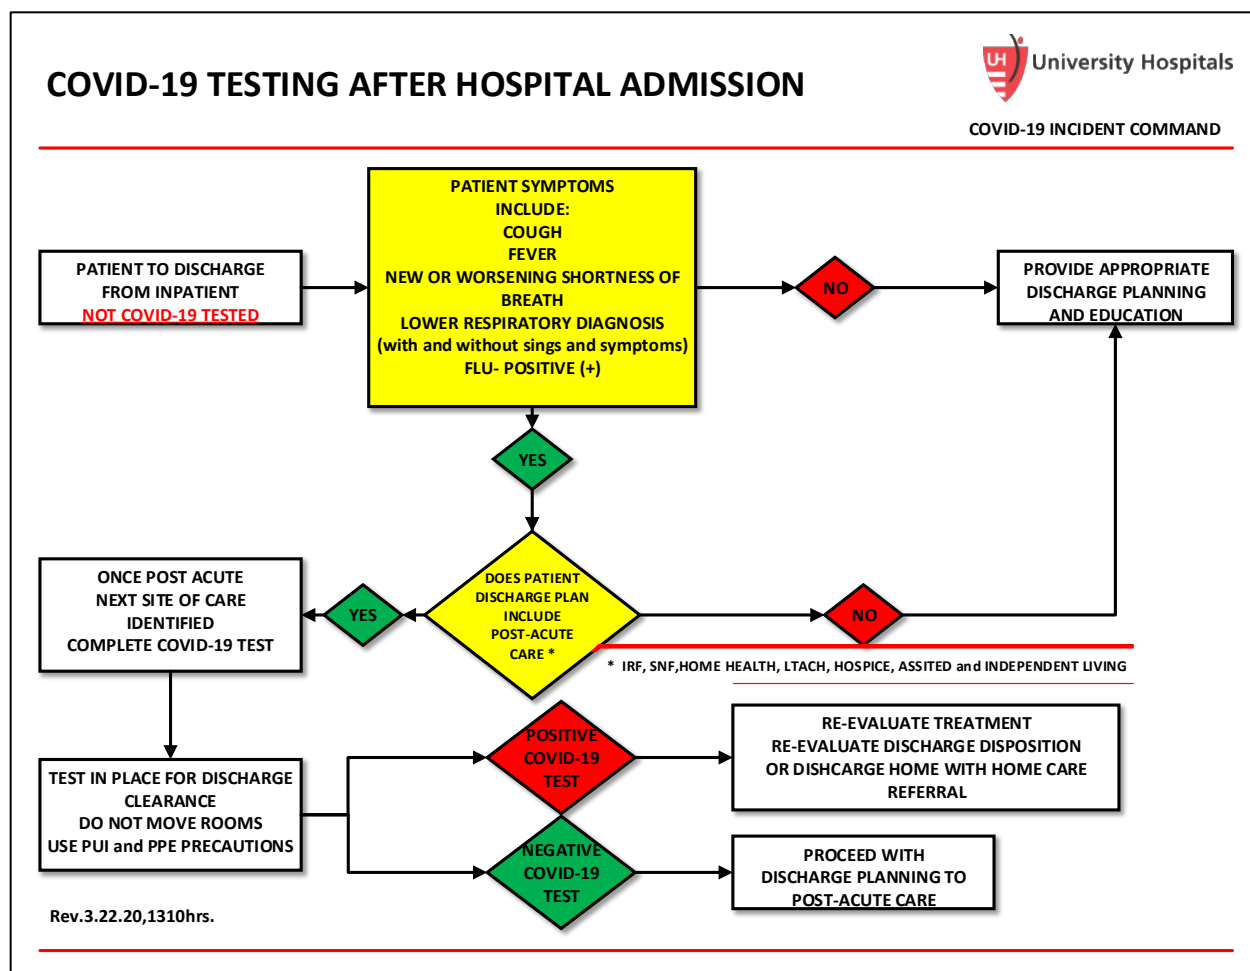 COVID-19 TESTING AFTER HOSPITAL ADMISSION
UH
University Hospitals
COVID-19 INCIDENT COMMAND
PATIENT TO DISCHARGE
FROM INPATIENT
NOT COVID-19 TESTED
PATIENT SYMPTOMS
INCLUDE:
COUGH
FEVER
NEW OR WORSENING SHORTNESS OF
BREATH
LOWER RESPIRATORY DIAGNOSIS
(with and without sings and symptoms)
FLU- POSITIVE (+)
NO
PROVIDE APPROPRIATE
DISCHARGE PLANNING
AND EDUCATION
YES
DOES PATIENT
DISCHARGE PLAN
INCLUDE
POST-ACUTE
CARE *
YES
ONCE POST ACUTE
NEXT SITE OF CARE
IDENTIFIED
COMPLETE COVID-19 TEST
NO
* IRF, SNF,HOME HEALTH, LTACH, HOSPICE, ASSITED and INDEPENDENT LIVING
TEST IN PLACE FOR DISCHARGE
CLEARANCE
DO NOT MOVE ROOMS
USE PUI and PPE PRECAUTIONS
POSITIVE
COVID-19
TEST
RE-EVALUATE TREATMENT
RE-EVALUATE DISCHARGE DISPOSITION
OR DISHCARGE HOME WITH HOME CARE
REFERRAL
NEGATIVE
COVID-19
TEST
PROCEED WITH
DISCHARGE PLANNING TO
POST-ACUTE CARE
Rev.3.22.20,1310hrs.